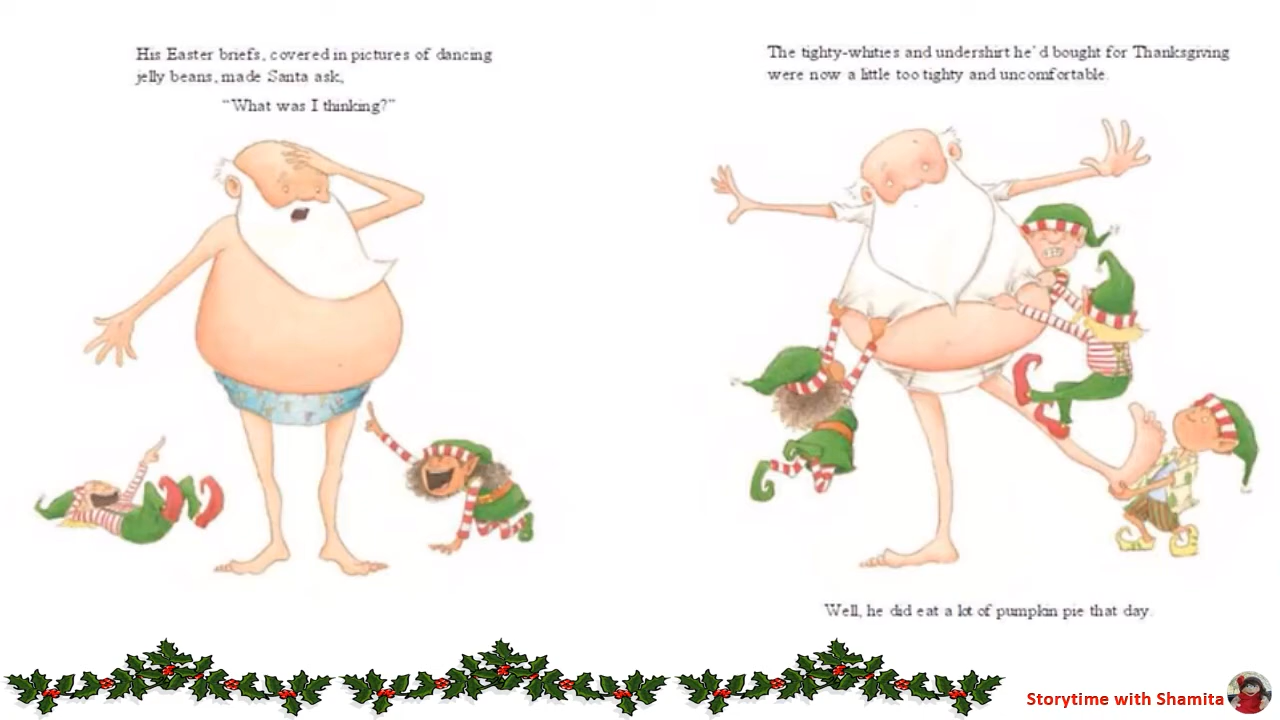 His Easter briefs, covered in pictures of dancing
jelly beans, made Santa ask,
“What was I thinking?”
The tighty-whities and undershirt he’d bought for Thanksgiving
were now a little too tighty and uncomfortable.
Well, he did eat a lot of pumpkin pie that day.
Storytime with Shamita